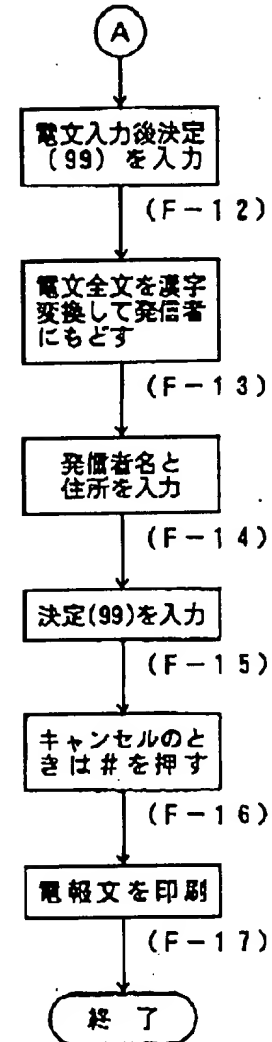 A
電文入力後決定
(99) を入力
(F-12)
電文全文を漢字
変換して発信者
にもどす
(F-13)
発信者名と
住所を入力
(F-14)
決定(99)を入力
(F-15)
キャンセルのと
きは#を押す
(F-16)
電報文を印刷
(F-17)
終 了